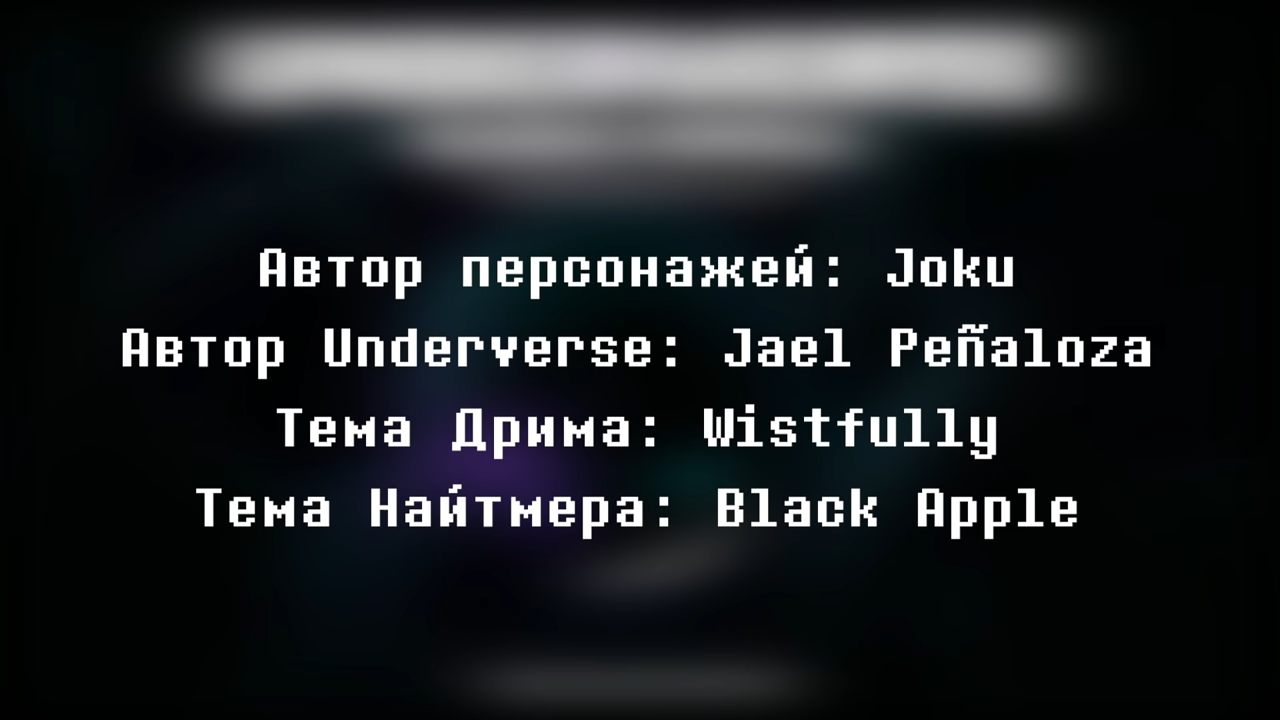 Автор персонажей: Joku
Автор Underverse: Jael Peñaloza
Тема Дрима: Wistfully
Тема Найтмера: Black Apple